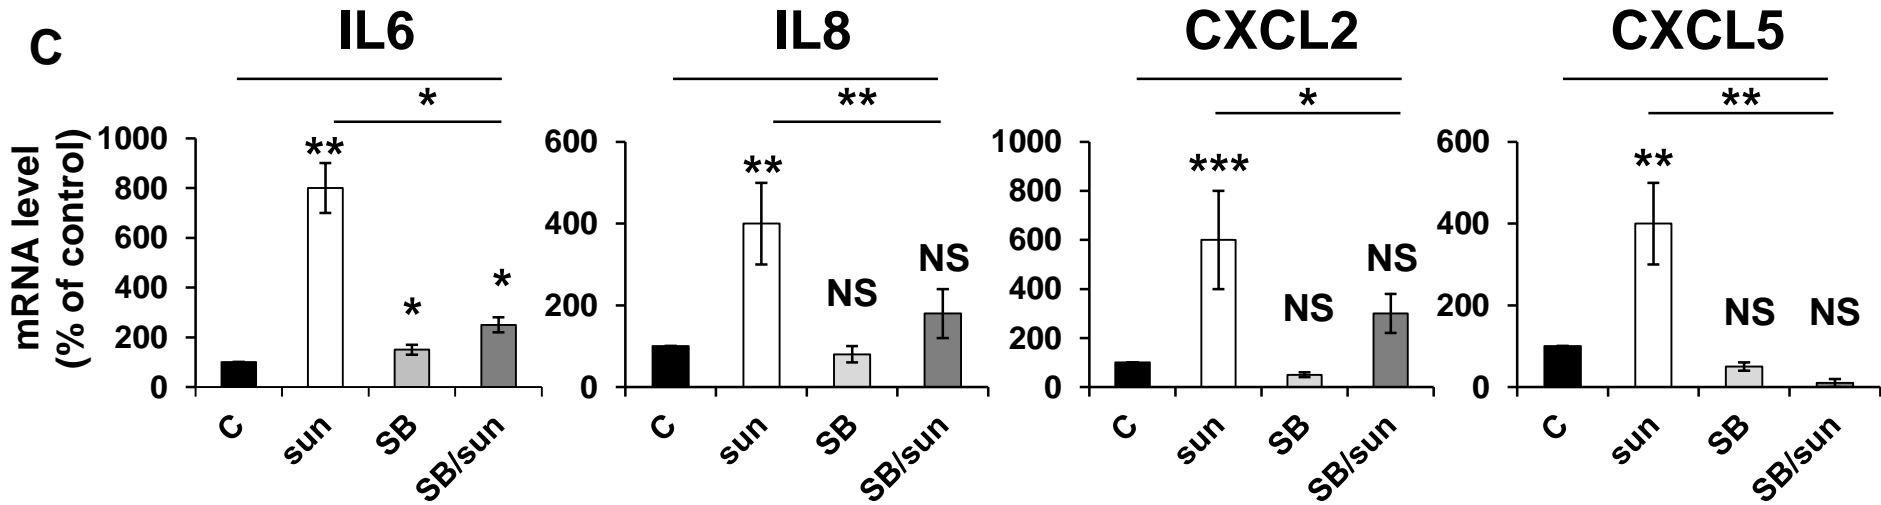 C
IL6
IL8
CXCL2
CXCL5
mRNA level
(% of control)
*
**
1000
800
600
400
200
0
*
*
C
sun
SB
SB/sun
**
**
600
400
200
0
NS
NS
C
sun
SB
SB/sun
*
***
1000
800
600
400
200
0
NS
NS
C
sun
SB
SB/sun
**
**
600
400
200
0
NS
NS
C
sun
SB
SB/sun